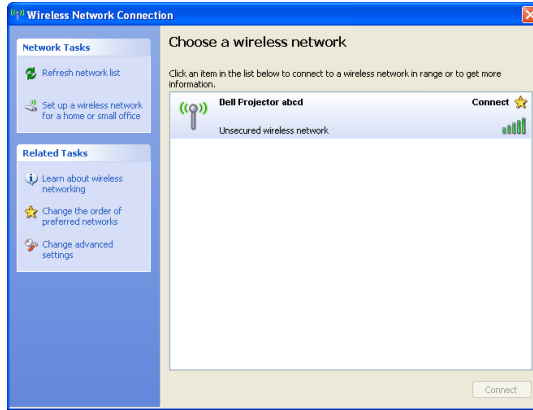 Wireless Network Connection
Network Tasks
Refresh network list
Set up a wireless network
for a home or small office
Related Tasks
Learn about wireless
networking
Change the order of
preferred networks
Change advanced
settings
Choose a wireless network
Click an item in the list below to connect to a wireless network in range or to get more
information.
Dell Projector abcd
Connect
Unsecured wireless network
Connect